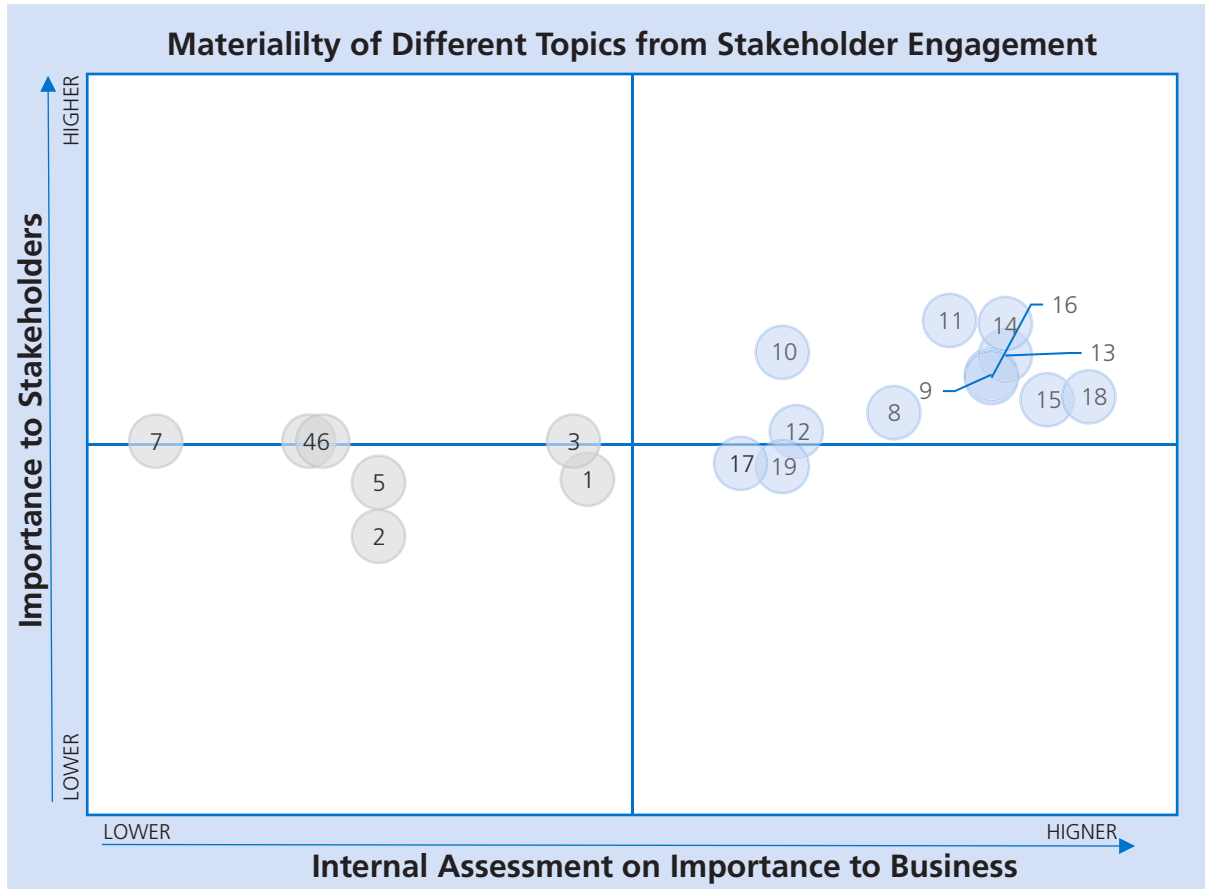 Materialilty of Different Topics from Stakeholder Engagement
HIGHER
Importance to Stakeholders
LOWER
16
11
14
13
10
9
15
18
8
12
7
46
3
17
19
1
5
2
LOWER
HIGNER
Internal Assessment on Importance to Business